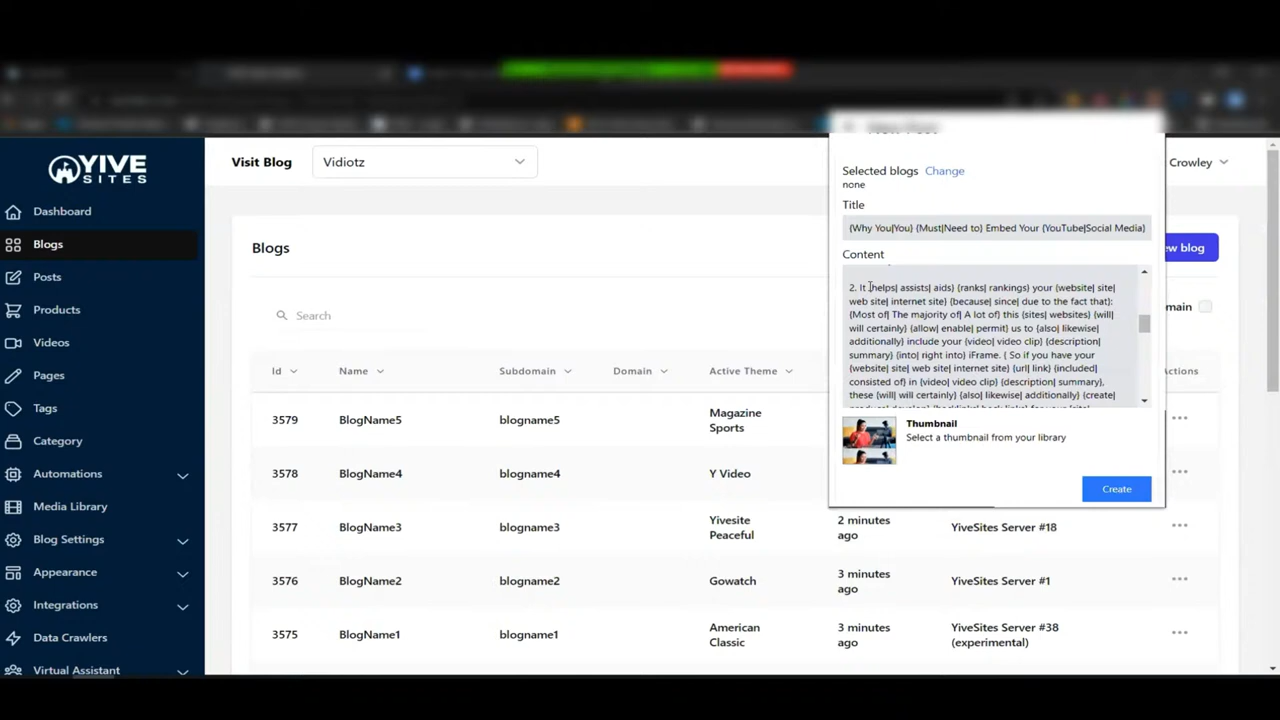 YIVE
SITES
Visit Blog
Vidiotz
Crowley
Dashboard
Blogs
Posts
Products
Videos
Pages
Tags
Category
Automations
Media Library
Blog Settings
Appearance
Integrations
Data Crawlers
Virtual Assistant
Blogs
ew blog
Search
main
Id Name Subdomain Domain Active Theme ctions
3579 BlogName5 blogname5 Magazine
Sports
3578 BlogName4 blogname4 Y Video
3577 BlogName3 blogname3 Yivesite
Peaceful 2 minutes
ago YiveSites Server #18
3576 BlogName2 blogname2 Gowatch 3 minutes
ago YiveSites Server #1
3575 BlogName1 blogname1 American
Classic 3 minutes
ago YiveSites Server #38
(experimental)
Selected blogs Change
none
Title
{Why You|You} {Must|Need to} Embed Your {YouTube|Social Media}
Content
2. It {helps| assists| aids} {ranks| rankings} your {website| site|
web site| internet site} {because| since| due to the fact that}:
{Most of| The majority of| A lot of} this {sites| websites} {will|
will certainly} {allow| enable| permit} us to {also| likewise|
additionally} include your {video| video clip} {description|
summary} {into| right into} iFrame. { So if you have your
{website| site| web site| internet site} {url| link} {included|
consisted of} in {video| video clip} {description| summary},
these {will| will certainly} {also| likewise| additionally} {create|
Thumbnail
Select a thumbnail from your library
Create